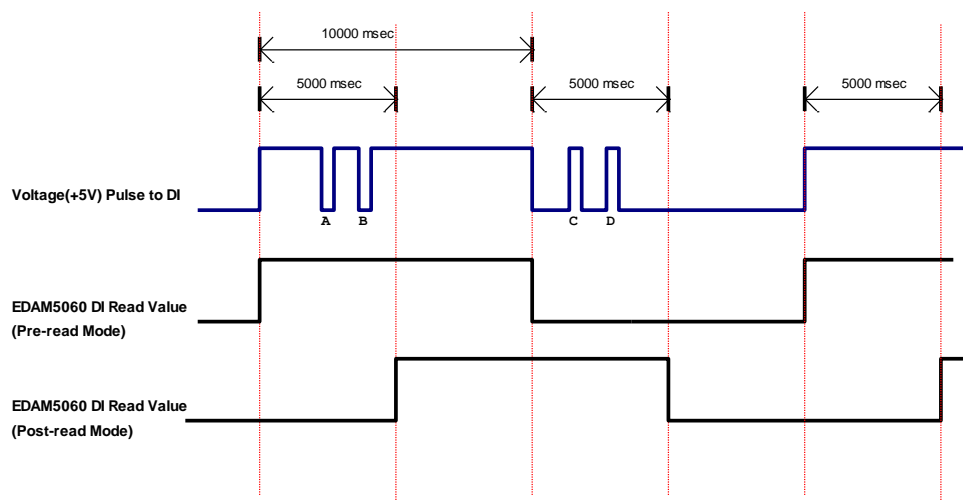 10000 msec
5000 msec
5000 msec
5000 msec
Voltage(+5V) Pulse to DI
A B C D
EDAM5060 DI Read Value
(Pre-read Mode)
EDAM5060 DI Read Value
(Post-read Mode)